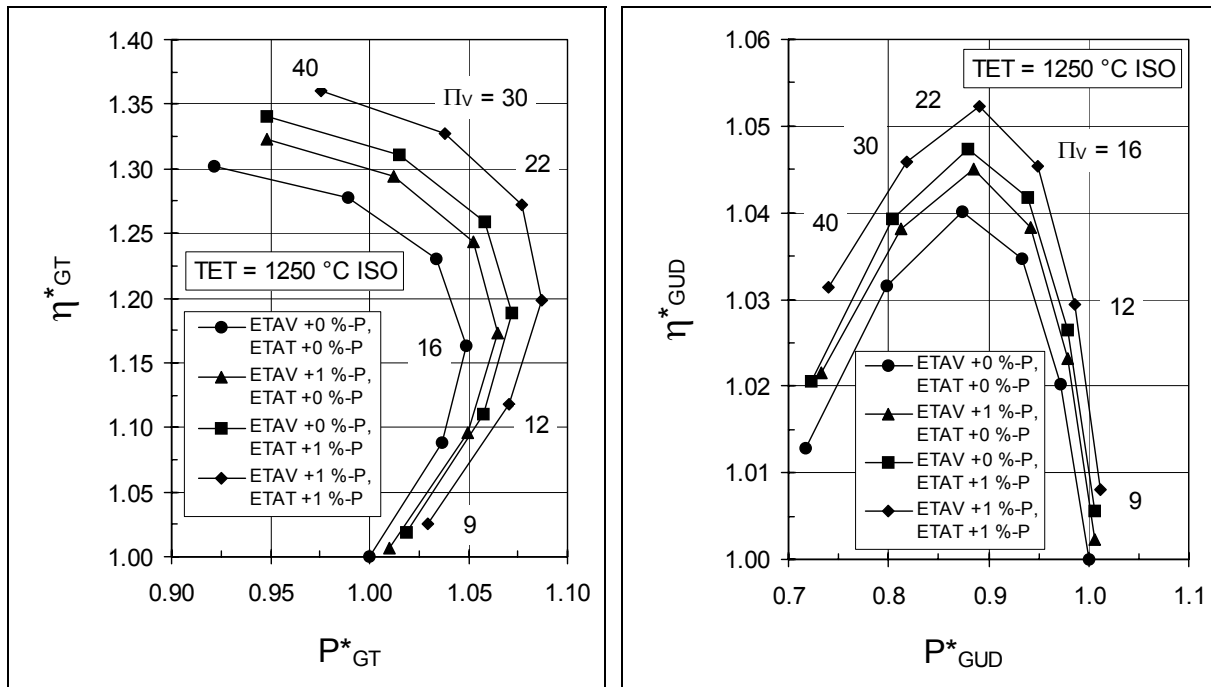 1.40
1.35
1.30
1.25
1.20
1.15
1.10
1.05
1.00
0.90
0.95
1.00
1.05
1.10
η*GT
P*GT
40
Πv = 30
22
16
12
9
TET = 1250 °C ISO
ETAV +0 %-P,
ETAT +0 %-P
ETAV +1 %-P,
ETAT +0 %-P
ETAV +0 %-P,
ETAT +1 %-P
ETAV +1 %-P,
ETAT +1 %-P
1.06
1.05
1.04
1.03
1.02
1.01
1.00
0.7
0.8
0.9
1.0
1.1
η*GUD
P*GUD
TET = 1250 °C ISO
22
30
Πv = 16
40
12
9
ETAV +0 %-P,
ETAT +0 %-P
ETAV +1 %-P,
ETAT +0 %-P
ETAV +0 %-P,
ETAT +1 %-P
ETAV +1 %-P,
ETAT +1 %-P